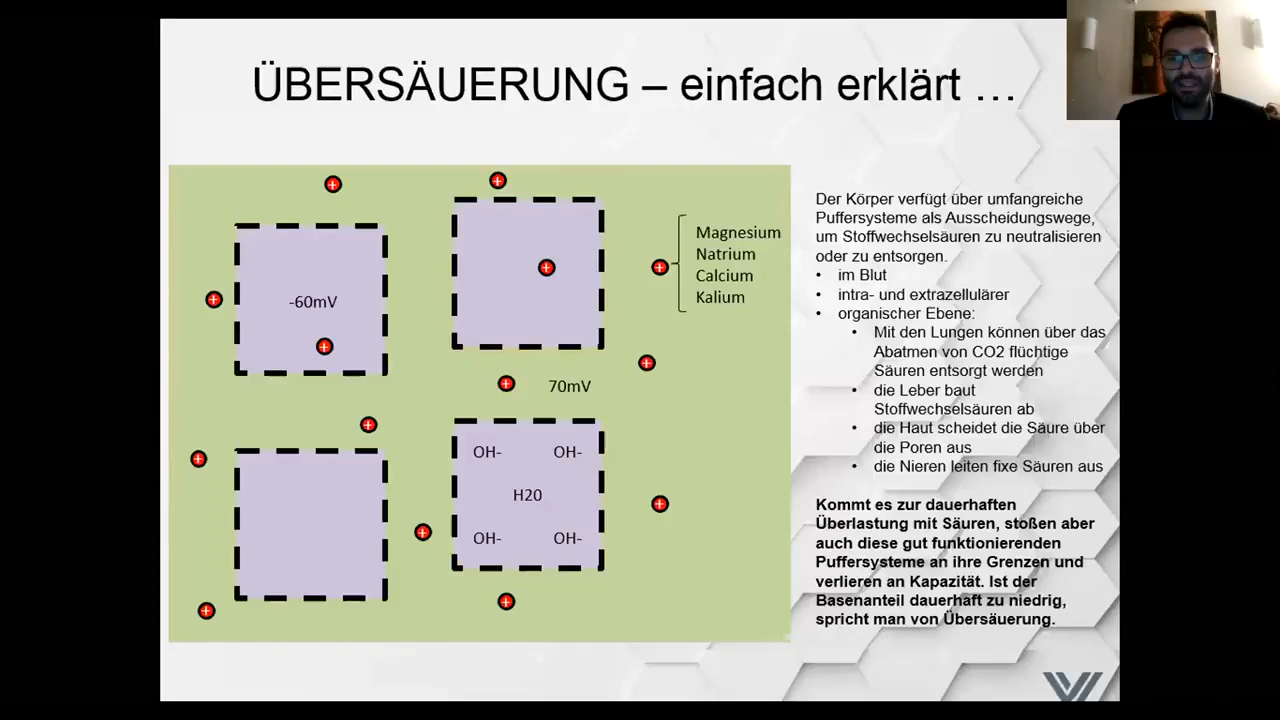 ÜBERSÄUERUNG – einfach erklärt ...
Magnesium
Natrium
Calcium
Kalium
-60mV
70mV
OH- OH-
H20
OH- OH-
Der Körper verfügt über umfangreiche
Puffersysteme als Ausscheidungswege,
um Stoffwechselsäuren zu neutralisieren
oder zu entsorgen.
• im Blut
• intra- und extrazellulärer
• organischer Ebene:
• Mit den Lungen können über das
Abatmen von CO2 flüchtige
Säuren entsorgt werden
• die Leber baut
Stoffwechselsäuren ab
• die Haut scheidet die Säure über
die Poren aus
• die Nieren leiten fixe Säuren aus
Kommt es zur dauerhaften
Überlastung mit Säuren, stoßen aber
auch diese gut funktionierenden
Puffersysteme an ihre Grenzen und
verlieren an Kapazität. Ist der
Basenanteil dauerhaft zu niedrig,
spricht man von Übersäuerung.